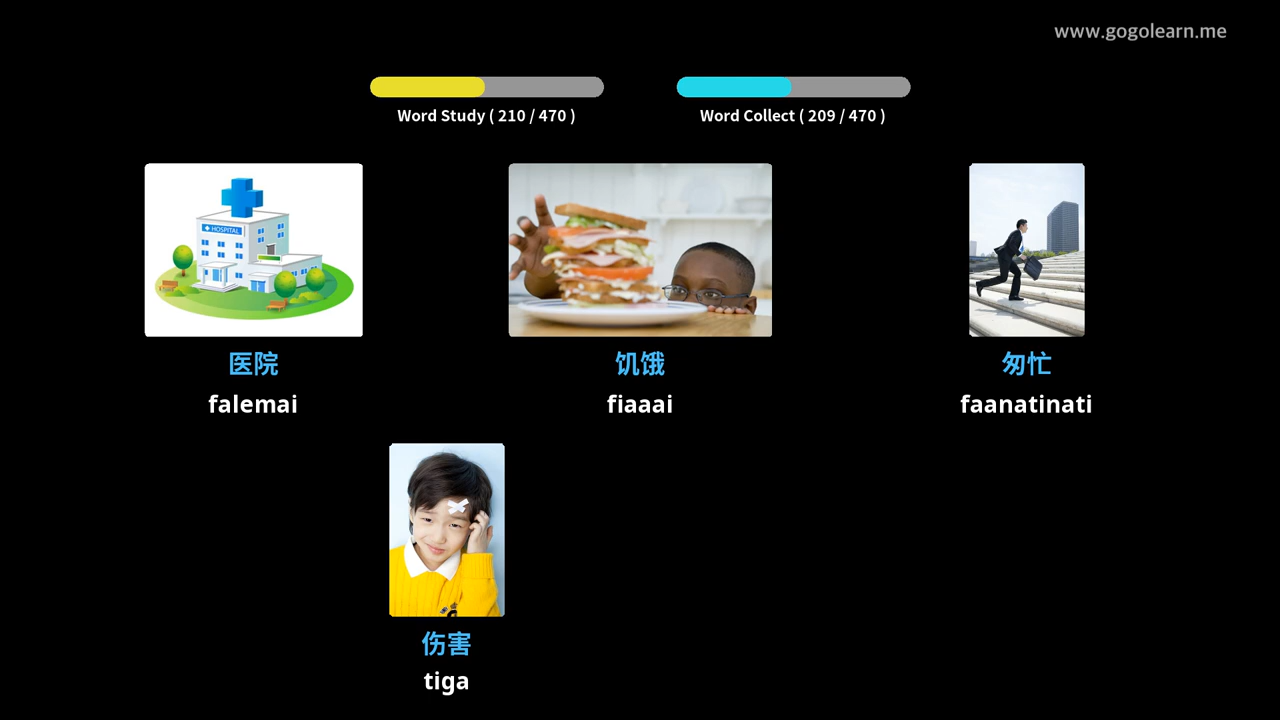 www.gogolearn.me
Word Study ( 210 / 470 )
Word Collect ( 209 / 470 )
HOSPITAL
医院
饥饿
匆忙
falemai
fiaaai
faanatinati
伤害
tiga